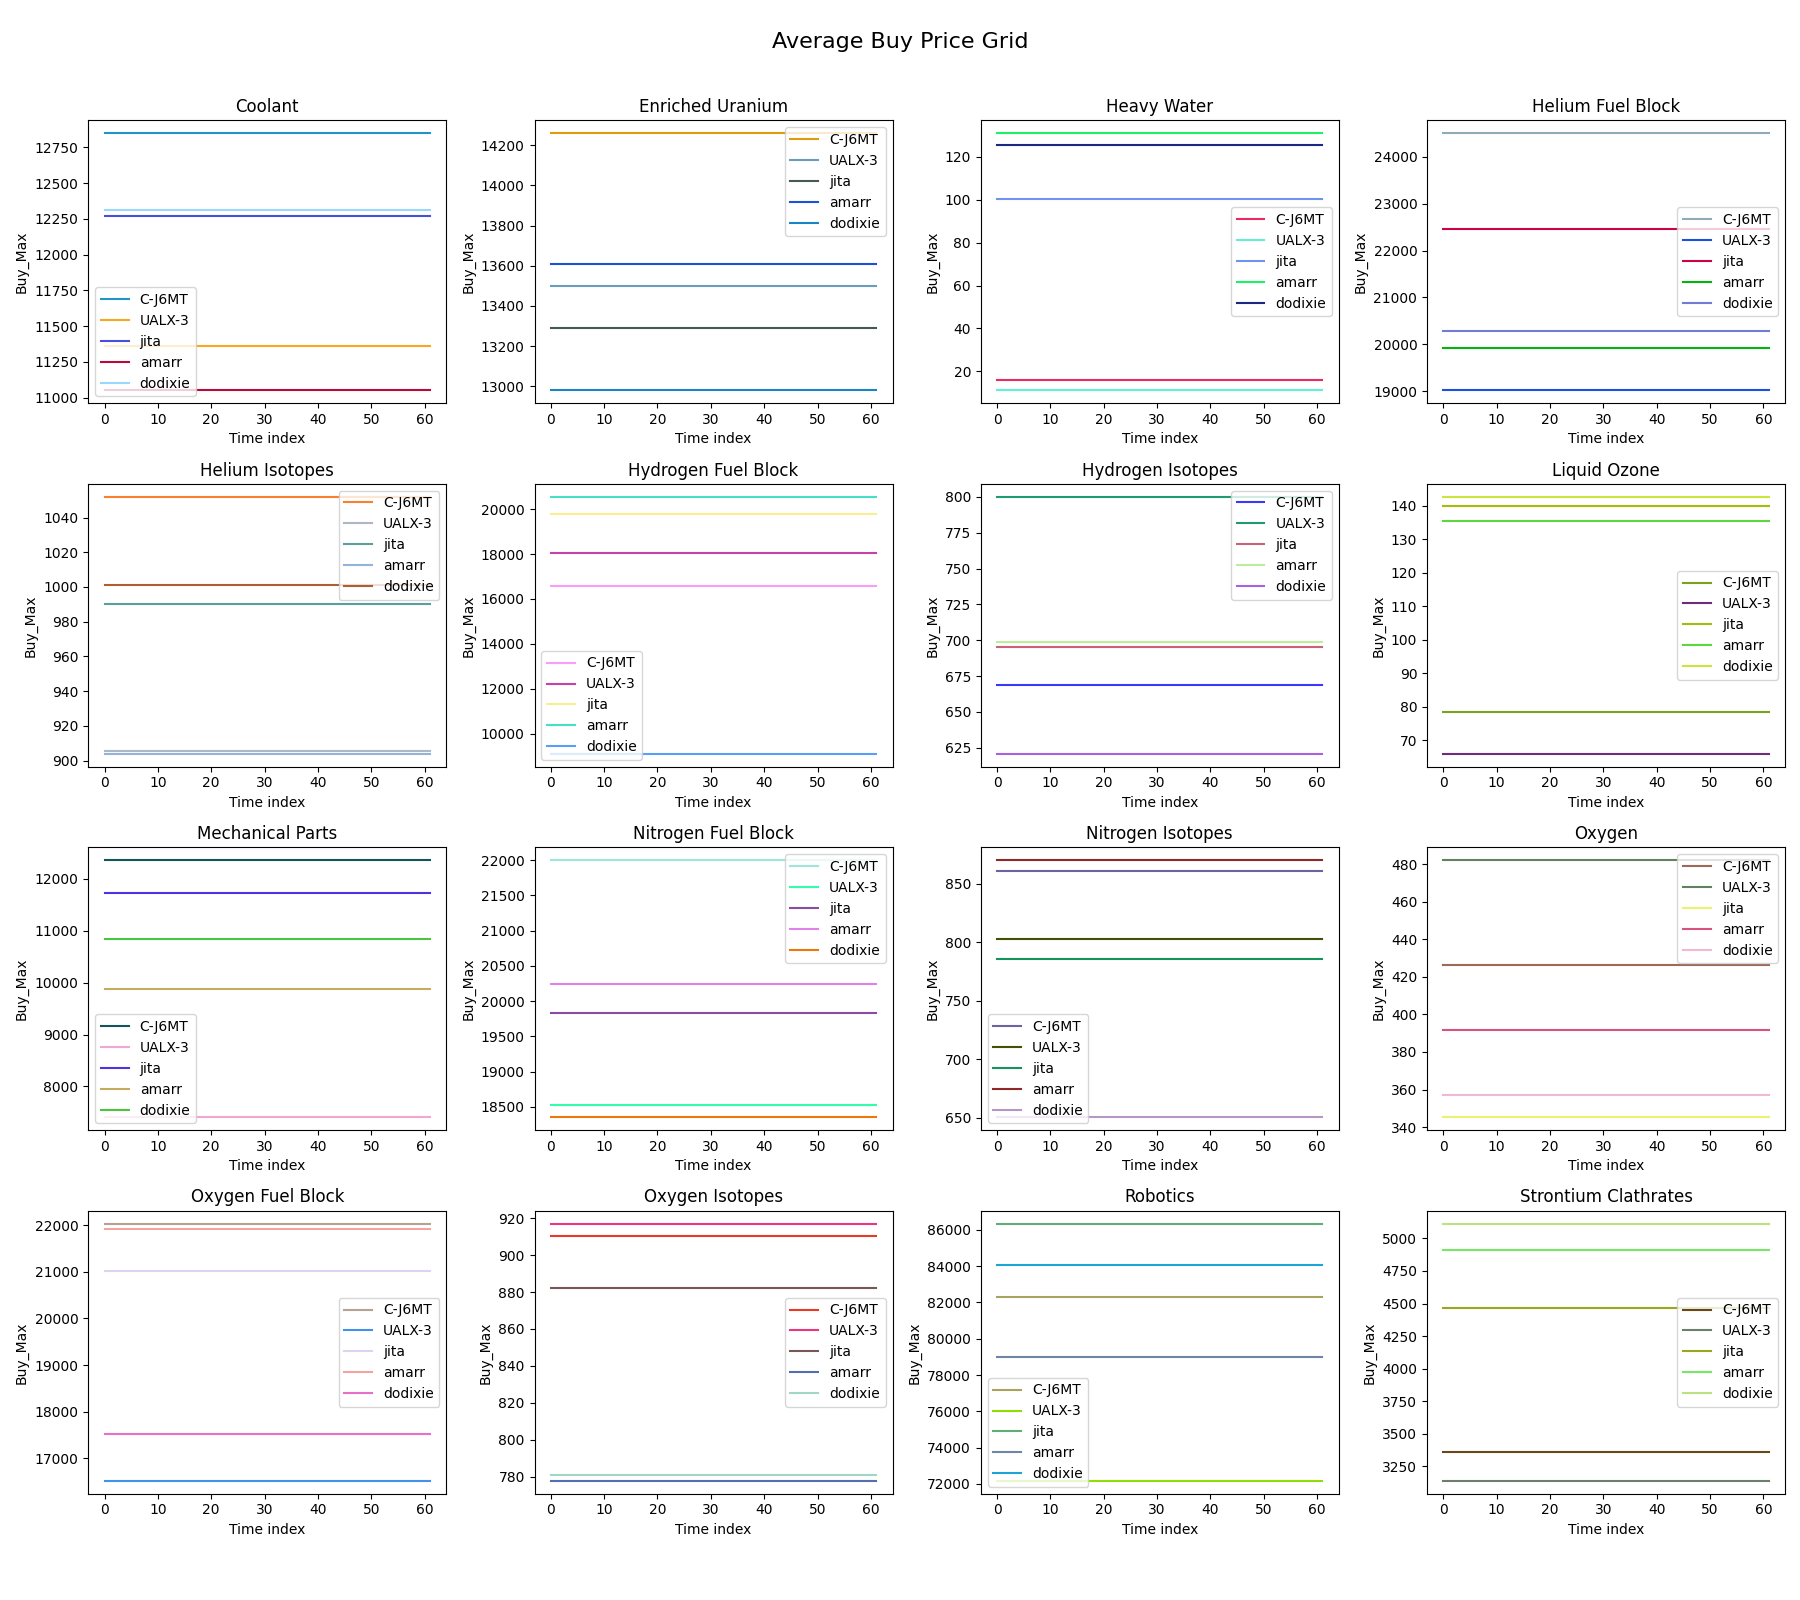 Average Buy Price Grid
Coolant
Buy_Max
12750
12500
12250
12000
11750
11500
11250
11000
C-J6MT
UALX-3
jita
amarr
dodixie
0 10 20 30 40 50 60
Time index
Enriched Uranium
Buy_Max
14200
14000
13800
13600
13400
13200
13000
C-J6MT
UALX-3
jita
amarr
dodixie
0 10 20 30 40 50 60
Time index
Heavy Water
Buy_Max
120
100
80
60
40
20
C-J6MT
UALX-3
jita
amarr
dodixie
0 10 20 30 40 50 60
Time index
Helium Fuel Block
Buy_Max
24000
23000
22000
21000
20000
19000
C-J6MT
UALX-3
jita
amarr
dodixie
0 10 20 30 40 50 60
Time index
Helium Isotopes
Buy_Max
1040
1020
1000
980
960
940
920
900
C-J6MT
UALX-3
jita
amarr
dodixie
0 10 20 30 40 50 60
Time index
Hydrogen Fuel Block
Buy_Max
20000
18000
16000
14000
12000
10000
C-J6MT
UALX-3
jita
amarr
dodixie
0 10 20 30 40 50 60
Time index
Hydrogen Isotopes
Buy_Max
800
775
750
725
700
675
650
625
C-J6MT
UALX-3
jita
amarr
dodixie
0 10 20 30 40 50 60
Time index
Liquid Ozone
Buy_Max
140
130
120
110
100
90
80
70
C-J6MT
UALX-3
jita
amarr
dodixie
0 10 20 30 40 50 60
Time index
Mechanical Parts
Buy_Max
12000
11000
10000
9000
8000
C-J6MT
UALX-3
jita
amarr
dodixie
0 10 20 30 40 50 60
Time index
Nitrogen Fuel Block
Buy_Max
22000
21500
21000
20500
20000
19500
19000
18500
C-J6MT
UALX-3
jita
amarr
dodixie
0 10 20 30 40 50 60
Time index
Nitrogen Isotopes
Buy_Max
850
800
750
700
650
C-J6MT
UALX-3
jita
amarr
dodixie
0 10 20 30 40 50 60
Time index
Oxygen
Buy_Max
480
460
440
420
400
380
360
340
C-J6MT
UALX-3
jita
amarr
dodixie
0 10 20 30 40 50 60
Time index
Oxygen Fuel Block
Buy_Max
22000
21000
20000
19000
18000
17000
C-J6MT
UALX-3
jita
amarr
dodixie
0 10 20 30 40 50 60
Time index
Oxygen Isotopes
Buy_Max
920
900
880
860
840
820
800
780
C-J6MT
UALX-3
jita
amarr
dodixie
0 10 20 30 40 50 60
Time index
Robotics
Buy_Max
86000
84000
82000
80000
78000
76000
74000
72000
C-J6MT
UALX-3
jita
amarr
dodixie
0 10 20 30 40 50 60
Time index
Strontium Clathrates
Buy_Max
5000
4750
4500
4250
4000
3750
3500
3250
C-J6MT
UALX-3
jita
amarr
dodixie
0 10 20 30 40 50 60
Time index